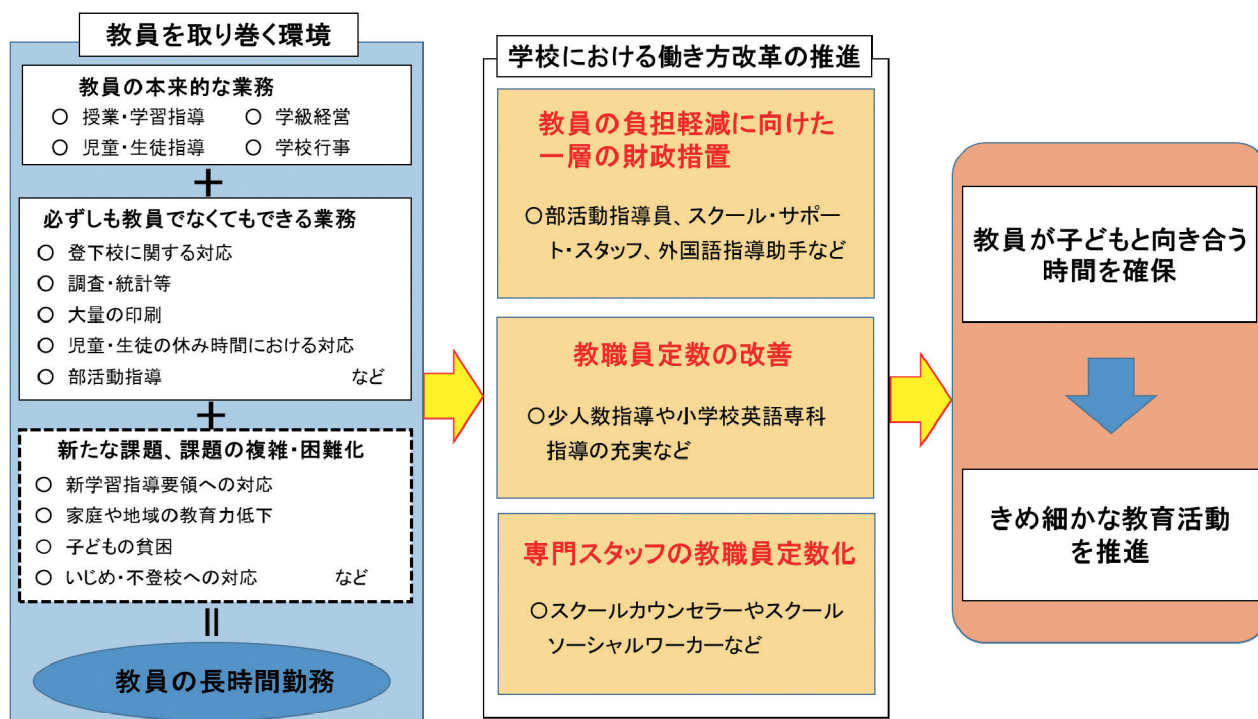 教員を取り巻く環境
教員の本来的な業務
○ 授業・学習指導 ○ 学級経営
○ 児童・生徒指導 ○ 学校行事
＋
必ずしも教員でなくてもできる業務
○ 登下校に関する対応
○ 調査・統計等
○ 大量の印刷
○ 児童・生徒の休み時間における対応
○ 部活動指導 など
＋
新たな課題、課題の複雑・困難化
○ 新学習指導要領への対応
○ 家庭や地域の教育力低下
○ 子どもの貧困
○ いじめ・不登校への対応 など
＝
教員の長時間勤務
学校における働き方改革の推進
教員の負担軽減に向けた
一層の財政措置
○部活動指導員、スクール・サポー
ト・スタッフ、外国語指導助手など
教職員定数の改善
○少人数指導や小学校英語専科
指導の充実など
専門スタッフの教職員定数化
○スクールカウンセラーやスクール
ソーシャルワーカーなど
教員が子どもと向き合う
時間を確保
きめ細かな教育活動
を推進